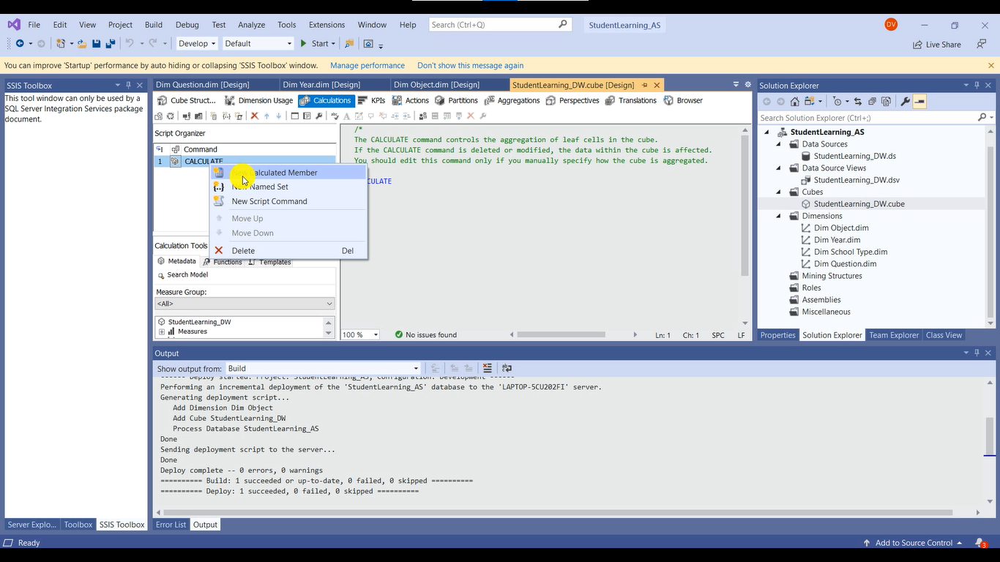 File Edit View Project Build Debug Test Analyze Tools Extensions Window Help Search (Ctrl+Q) StudentLearning_AS DV
Develop Default Start Live Share
You can improve 'Startup' performance by auto hiding or collapsing 'SSIS Toolbox' window. Manage performance Don't show this message again
SSIS Toolbox
This tool window can only be used by a
SQL Server Integration Services package
document.
Dim Question.dim [Design] Dim Year.dim [Design] Dim Object.dim [Design] StudentLearning_DW.cube [Design]
Cube Struct... Dimension Usage Calculations KPIs Actions Partitions Aggregations Perspectives Translations Browser
Script Organizer
Command
1 CALCULATE
Calculated Member
Named Set
New Script Command
Move Up
Move Down
Delete Del
Calculation Tools
Metadata Functions Templates
Search Model
Measure Group:
<All>
StudentLearning_DW
Measures
/*
The CALCULATE command controls the aggregation of leaf cells in the cube.
If the CALCULATE command is deleted or modified, the data within the cube is affected.
You should edit this command only if you manually specify how the cube is aggregated.
CULATE
100 % No issues found Ln: 1 Ch: 1 SPC LF
Solution Explorer
Search Solution Explorer (Ctrl+;)
StudentLearning_AS
Data Sources
StudentLearning_DW.ds
Data Source Views
StudentLearning_DW.dsv
Cubes
StudentLearning_DW.cube
Dimensions
Dim Object.dim
Dim Year.dim
Dim School Type.dim
Dim Question.dim
Mining Structures
Roles
Assemblies
Miscellaneous
Properties Solution Explorer Team Explorer Class View
Output
Show output from: Build
------ Deploy started: Project: StudentLearning_AS, Configuration: Development ------
Performing an incremental deployment of the 'StudentLearning_AS' database to the 'LAPTOP-5CU202FI' server.
Generating deployment script...
Add Dimension Dim Object
Add Cube StudentLearning_DW
Process Database StudentLearning_AS
Done
Sending deployment script to the server...
Done
Deploy complete -- 0 errors, 0 warnings
========== Build: 1 succeeded or up-to-date, 0 failed, 0 skipped ==========
========== Deploy: 1 succeeded, 0 failed, 0 skipped ==========
Server Explo... Toolbox SSIS Toolbox Error List Output
Ready Add to Source Control 3